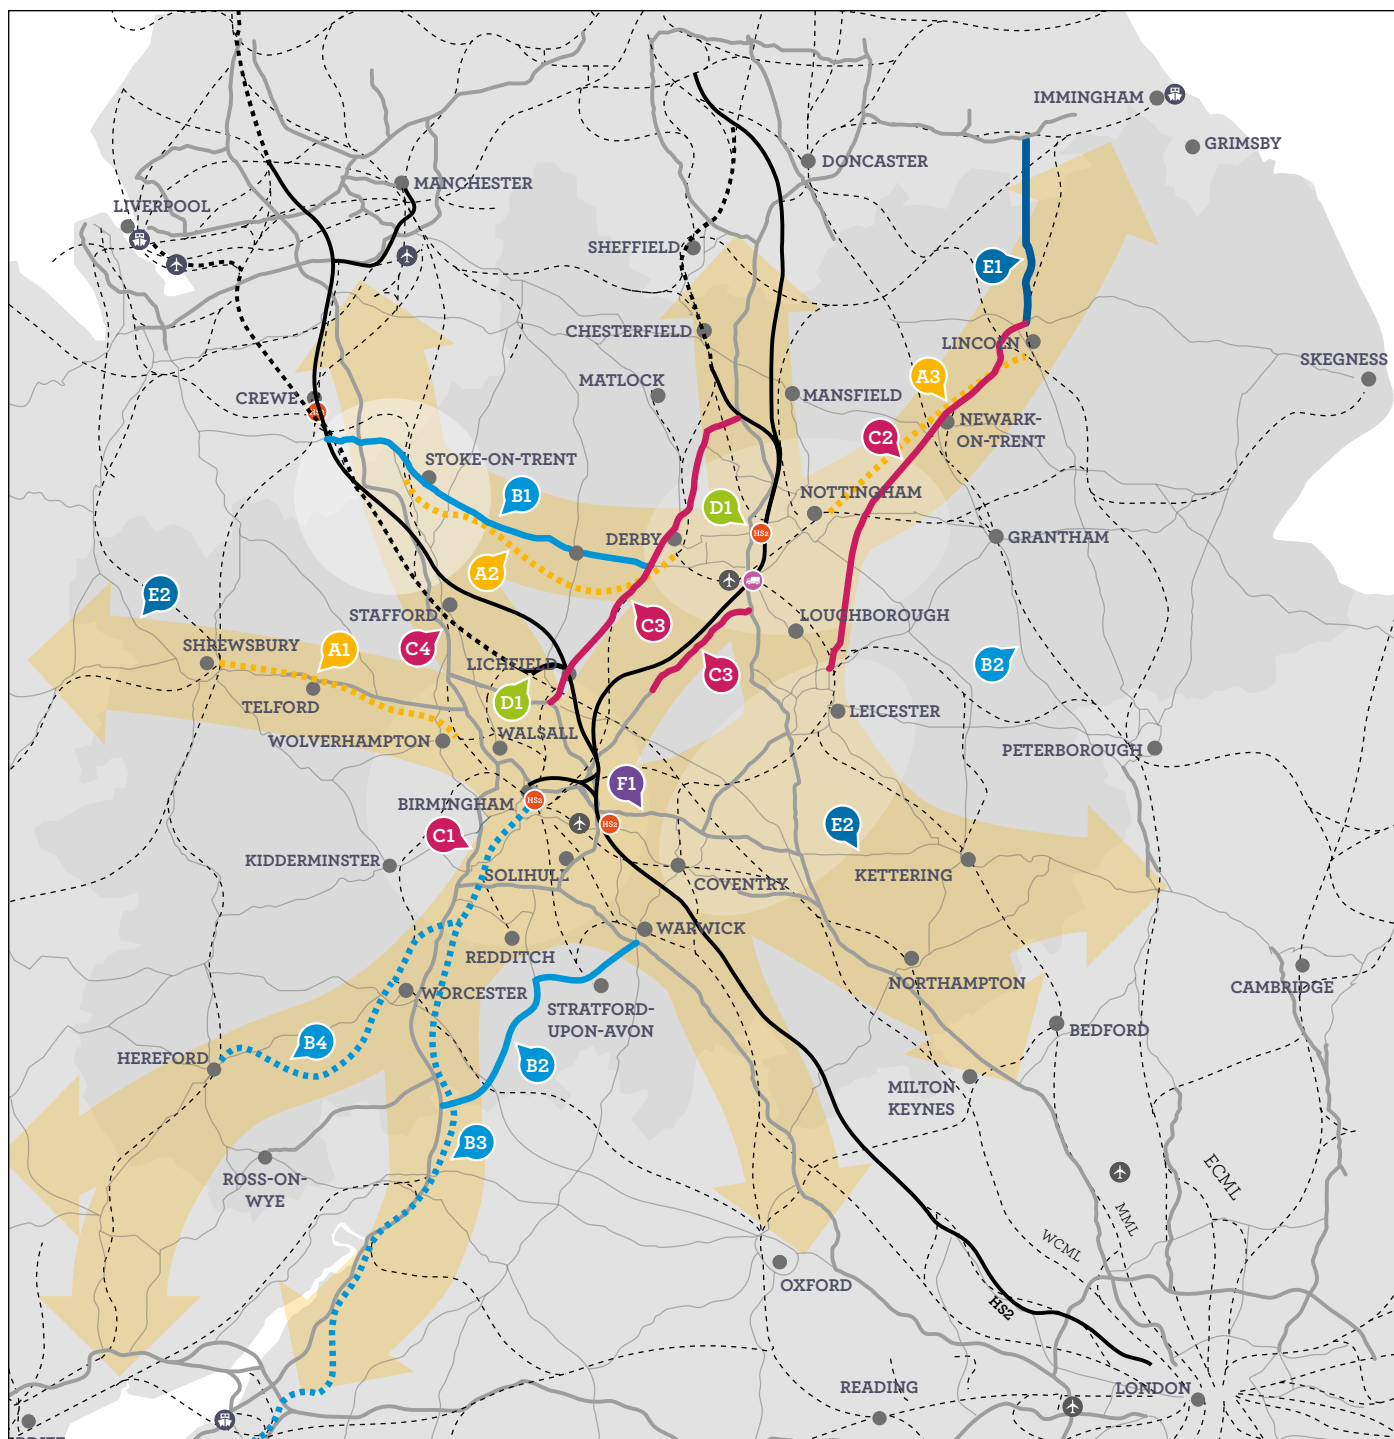 IMMINGHAM
GRIMSBY
DONCASTER
MANCHESTER
LIVERPOOL
SHEFFIELD
E1
CHESTERFIELD
LINCOLN
SKEGNESS
MATLOCK
A3
CREWE
MANSFIELD
HS2
NEWARK-
ON-TRENT
C2
STOKE-ON-TRENT
B1
NOTTINGHAM
D1
HS2
DERBY
GRANTHAM
A2
E2
STAFFORD
C3
LOUGHBOROUGH
SHREWSBURY
A1
C4
LICHFIELD
B2
C3
D1
TELFORD
LEICESTER
WOLVERHAMPTON
WALSALL
PETERBOROUGH
F1
BIRMINGHAM
HS2
HS2
E2
C1
KIDDERMINSTER
SOLIHULL
COVENTRY
KETTERING
WARWICK
REDDITCH
NORTHAMPTON
CAMBRIDGE
WORCESTER
STRATFORD-
UPON-AVON
BEDFORD
B4
HEREFORD
B2
MILTON
KEYNES
B3
ROSS-ON-
WYE
ECML
MML
WCML
OXFORD
HS2
READING
LONDON